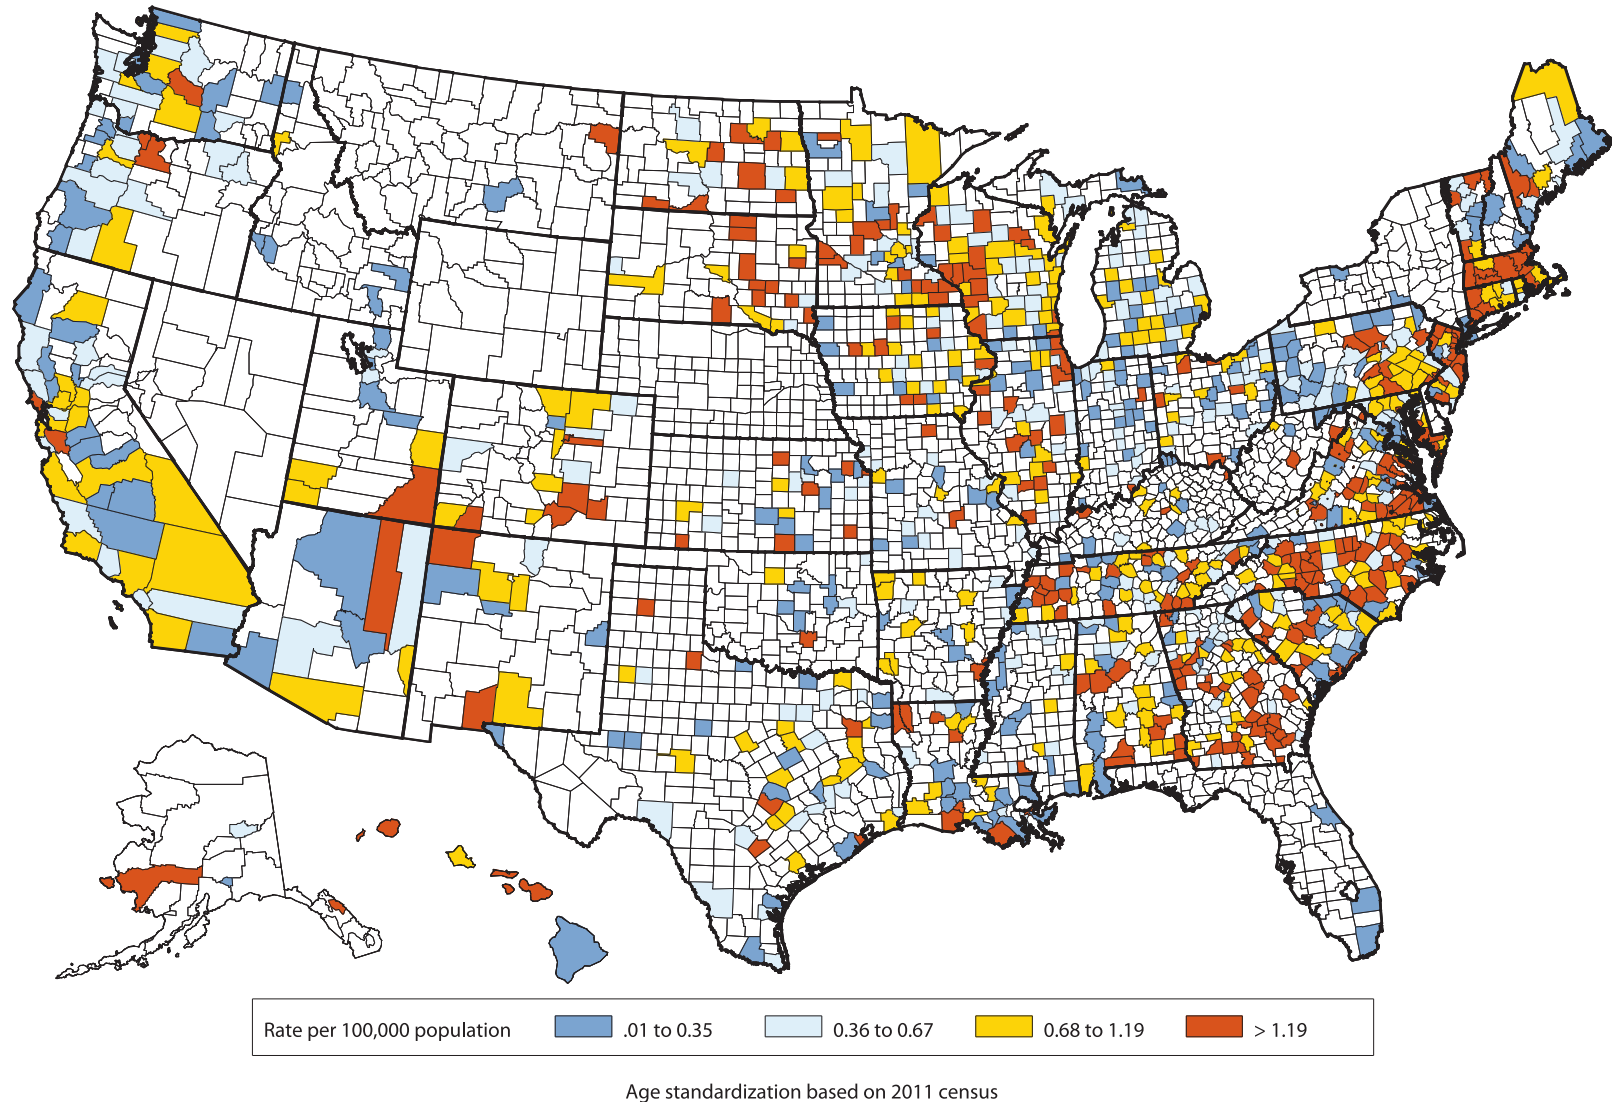 Rate per 100,000 population .01 to 0.35 0.36 to 0.67 0.68 to 1.19 > 1.19
Age standardization based on 2011 census